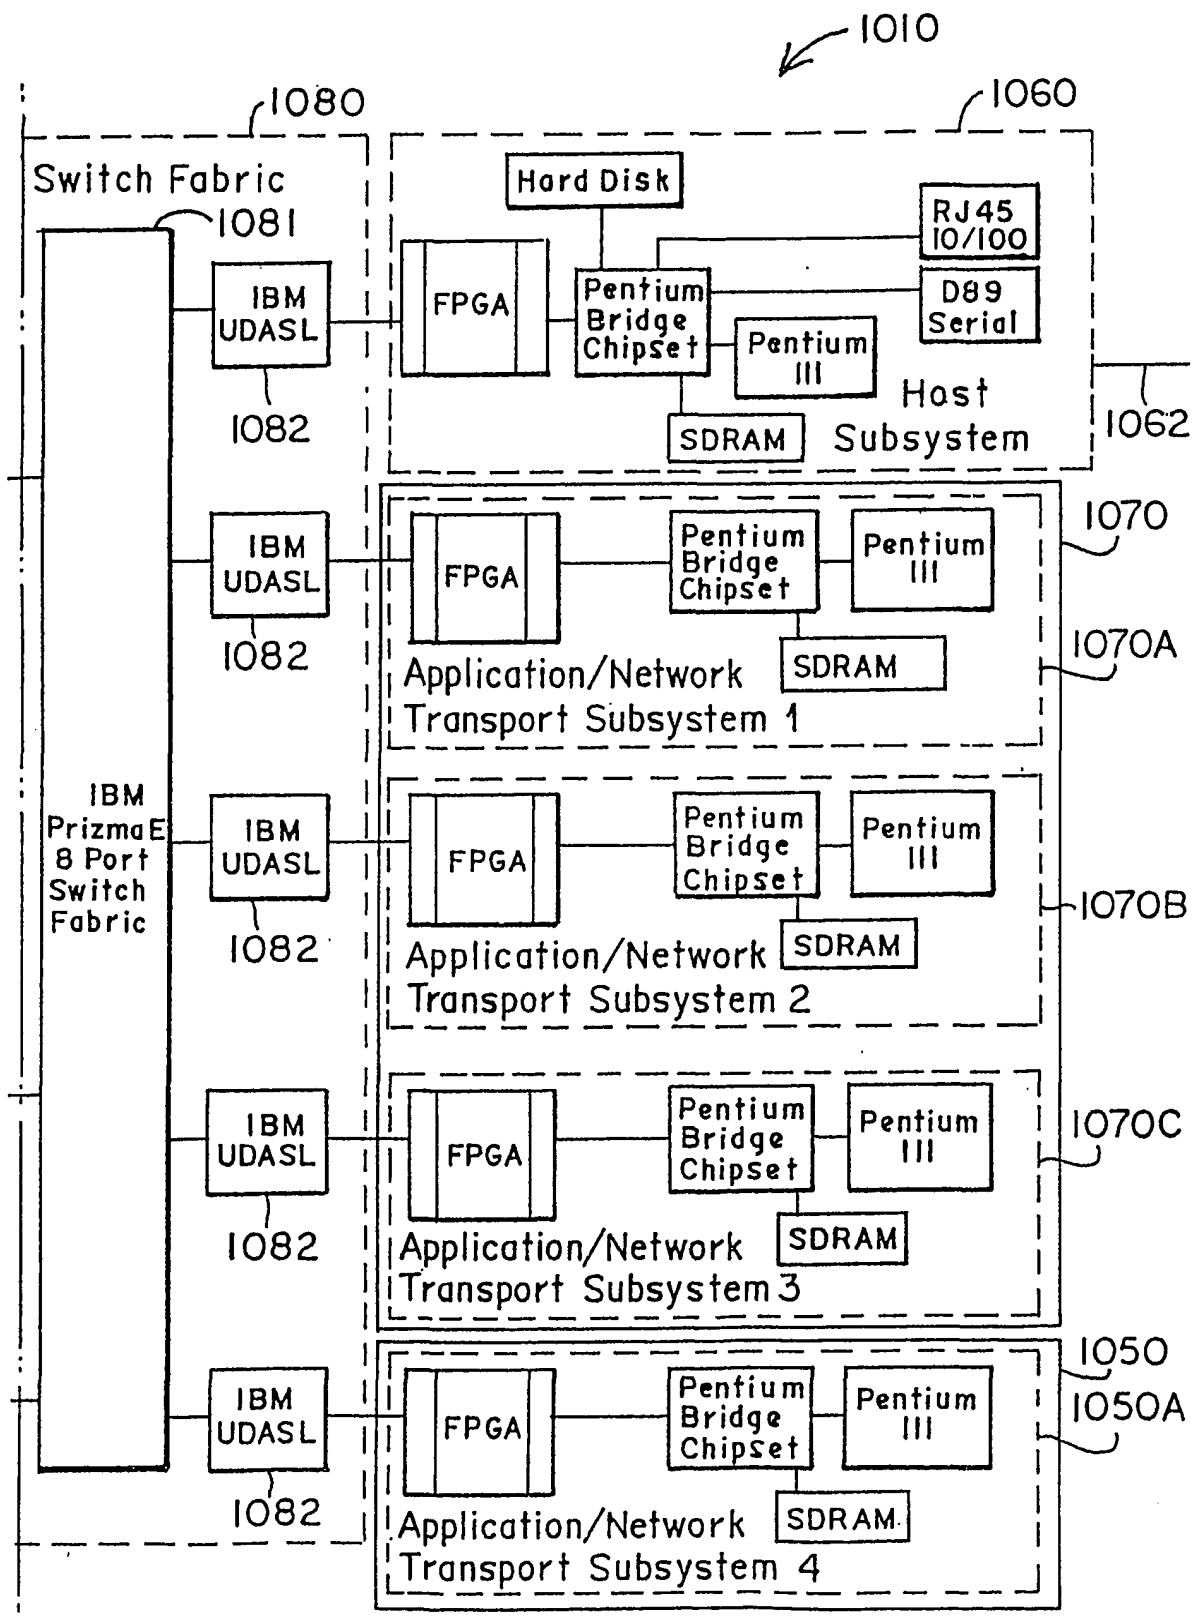 1010
1080
1060
Switch Fabric
1081
Hard Disk
RJ45
10/100
IBM
UDASL
FPGA
Pentium
Bridge
Chipset
D89
Serial
Pentium
III
1082
SDRAM
Host
Subsystem
1062
IBM
UDASL
FPGA
Pentium
Bridge
Chipset
Pentium
III
1070
1082
SDRAM
1070A
Application/Network
Transport Subsystem 1
IBM
PrizmaE
8 Port
Switch
Fabric
IBM
UDASL
FPGA
Pentium
Bridge
Chipset
Pentium
III
1070B
1082
SDRAM
Application/Network
Transport Subsystem 2
IBM
UDASL
FPGA
Pentium
Bridge
Chipset
Pentium
III
1070C
1082
SDRAM
Application/Network
Transport Subsystem 3
IBM
UDASL
FPGA
Pentium
Bridge
Chipset
Pentium
III
1050
1050A
1082
SDRAM
Application/Network
Transport Subsystem 4